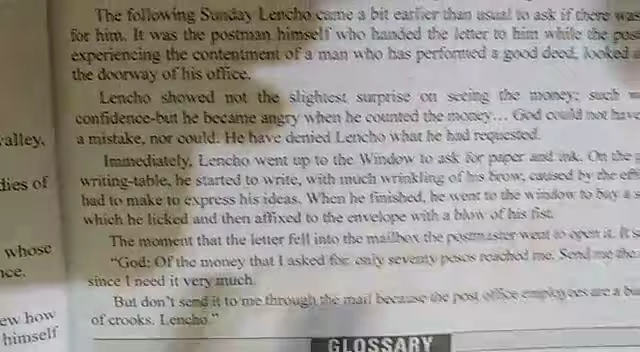 The following Sunday Lencho came a bit earlier than usual to ask if there was
for him. It was the postman himself who handed the letter to him while the
experiencing the contentment of a man who has performed a good deed, looked
the doorway of his office.
Lencho showed not the slightest surprise on seeing the money; such
confidence-but he became angry when he counted the money... God could not have
a mistake, nor could. He have denied Lencho what he had requested.
Immediately, Lencho went up to the Window to ask for paper and ink. On the
writing-table, he started to write, with much wrinkling of his brow, caused by the
had to make to express his ideas. When he finished, he went to the window to buy a
which he licked and then affixed to the envelope with a blow of his fist.
The moment that the letter fell into the mailbox the postmaster went to open it. It
"God: Of the money that I asked for only seventy pesos reached me. Send me the
since I need it very much.
But don't send it to me through the mail because the post office employees are a
of crooks. Lencho."
GLOSSARY
valley,
dies of
whose
nce.
ew how
himself